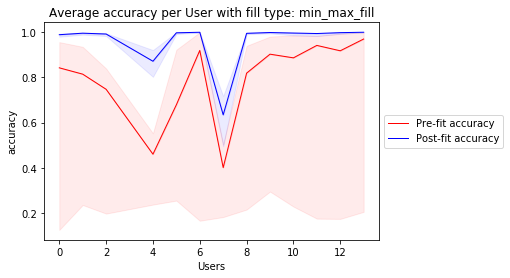 Average accuracy per User with fill type: min_max_fill
1.0
0.8
0.6
0.4
0.2
accuracy
0 2 4 6 8 10 12
Users
Pre-fit accuracy
Post-fit accuracy